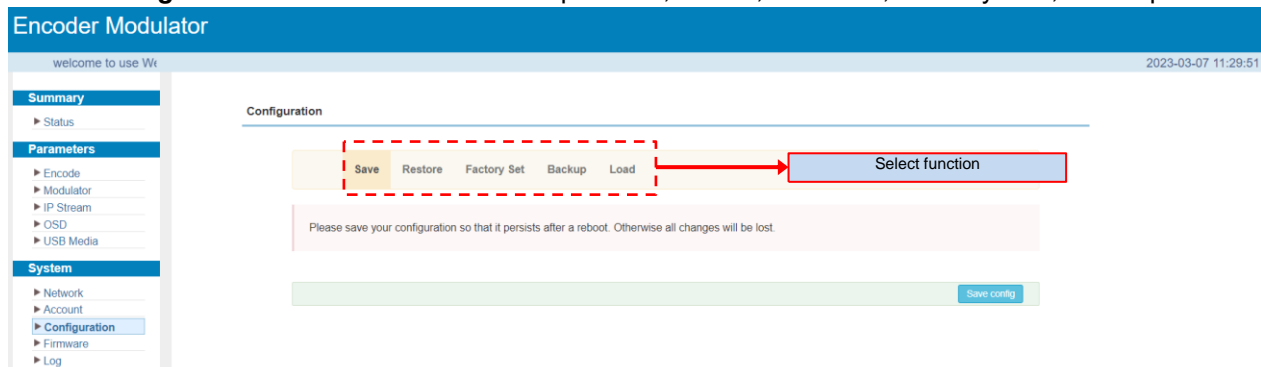 Encoder Modulator
welcome to use We
2023-03-07 11:29:51
Summary
Status
Parameters
Encode
Modulator
IP Stream
OSD
USB Media
System
Network
Account
Configuration
Firmware
Log
Configuration
Save Restore Factory Set Backup Load
Select function
Please save your configuration so that it persists after a reboot. Otherwise all changes will be lost.
Save config